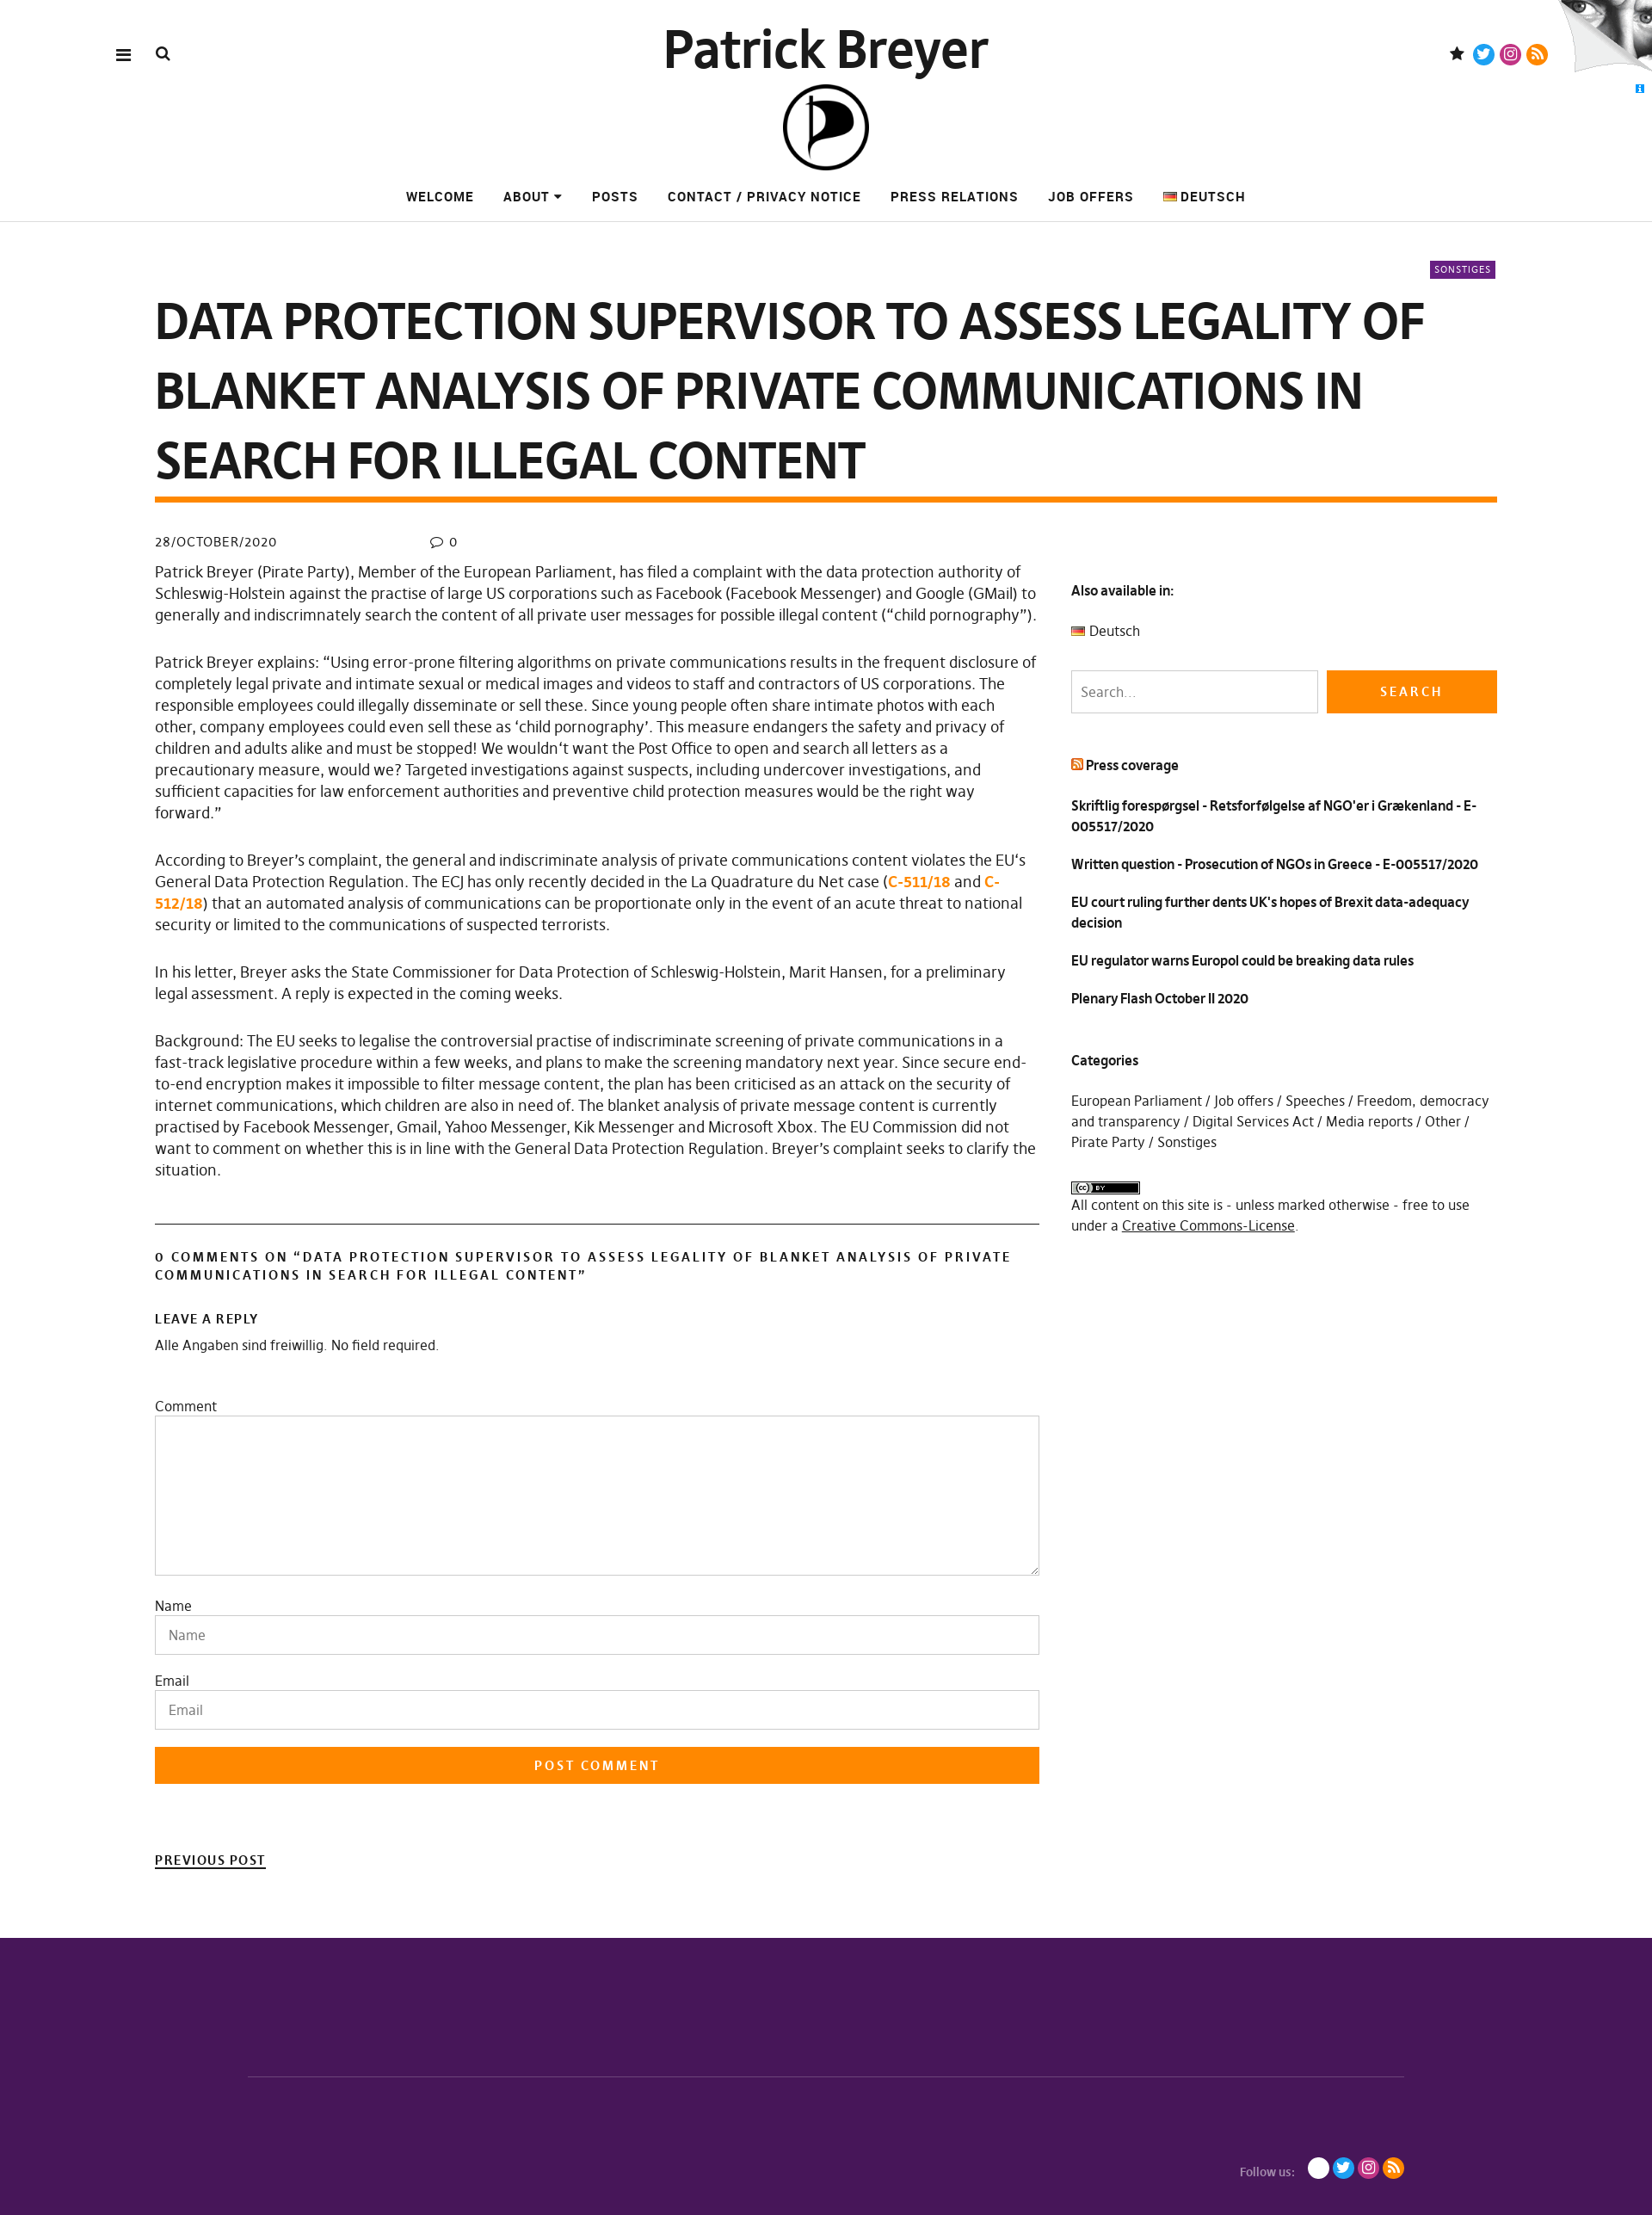 Patrick Breyer
WELCOME ABOUT POSTS CONTACT / PRIVACY NOTICE PRESS RELATIONS JOB OFFERS DEUTSCH
SONSTIGES
DATA PROTECTION SUPERVISOR TO ASSESS LEGALITY OF
BLANKET ANALYSIS OF PRIVATE COMMUNICATIONS IN
SEARCH FOR ILLEGAL CONTENT
28/OCTOBER/2020 0
Patrick Breyer (Pirate Party), Member of the European Parliament, has filed a complaint with the data protection authority of
Schleswig-Holstein against the practise of large US corporations such as Facebook (Facebook Messenger) and Google (GMail) to
generally and indiscrimnately search the content of all private user messages for possible illegal content (“child pornography”).
Patrick Breyer explains: “Using error-prone filtering algorithms on private communications results in the frequent disclosure of
completely legal private and intimate sexual or medical images and videos to staff and contractors of US corporations. The
responsible employees could illegally disseminate or sell these. Since young people often share intimate photos with each
other, company employees could even sell these as ‘child pornography’. This measure endangers the safety and privacy of
children and adults alike and must be stopped! We wouldn‘t want the Post Office to open and search all letters as a
precautionary measure, would we? Targeted investigations against suspects, including undercover investigations, and
sufficient capacities for law enforcement authorities and preventive child protection measures would be the right way
forward.”
According to Breyer’s complaint, the general and indiscriminate analysis of private communications content violates the EU‘s
General Data Protection Regulation. The ECJ has only recently decided in the La Quadrature du Net case (C-511/18 and C-
512/18) that an automated analysis of communications can be proportionate only in the event of an acute threat to national
security or limited to the communications of suspected terrorists.
In his letter, Breyer asks the State Commissioner for Data Protection of Schleswig-Holstein, Marit Hansen, for a preliminary
legal assessment. A reply is expected in the coming weeks.
Background: The EU seeks to legalise the controversial practise of indiscriminate screening of private communications in a
fast-track legislative procedure within a few weeks, and plans to make the screening mandatory next year. Since secure end-
to-end encryption makes it impossible to filter message content, the plan has been criticised as an attack on the security of
internet communications, which children are also in need of. The blanket analysis of private message content is currently
practised by Facebook Messenger, Gmail, Yahoo Messenger, Kik Messenger and Microsoft Xbox. The EU Commission did not
want to comment on whether this is in line with the General Data Protection Regulation. Breyer’s complaint seeks to clarify the
situation.
0 COMMENTS ON “DATA PROTECTION SUPERVISOR TO ASSESS LEGALITY OF BLANKET ANALYSIS OF PRIVATE
COMMUNICATIONS IN SEARCH FOR ILLEGAL CONTENT”
LEAVE A REPLY
Alle Angaben sind freiwillig. No field required.
Comment
Name
Name
Email
Email
POST COMMENT
PREVIOUS POST
Also available in:
Deutsch
Search... SEARCH
Press coverage
Skriftlig forespørgsel - Retsforfølgelse af NGO'er i Grækenland - E-
005517/2020
Written question - Prosecution of NGOs in Greece - E-005517/2020
EU court ruling further dents UK's hopes of Brexit data-adequacy
decision
EU regulator warns Europol could be breaking data rules
Plenary Flash October II 2020
Categories
European Parliament / Job offers / Speeches / Freedom, democracy
and transparency / Digital Services Act / Media reports / Other /
Pirate Party / Sonstiges
cc BY
All content on this site is - unless marked otherwise - free to use
under a Creative Commons-License.
Follow us: